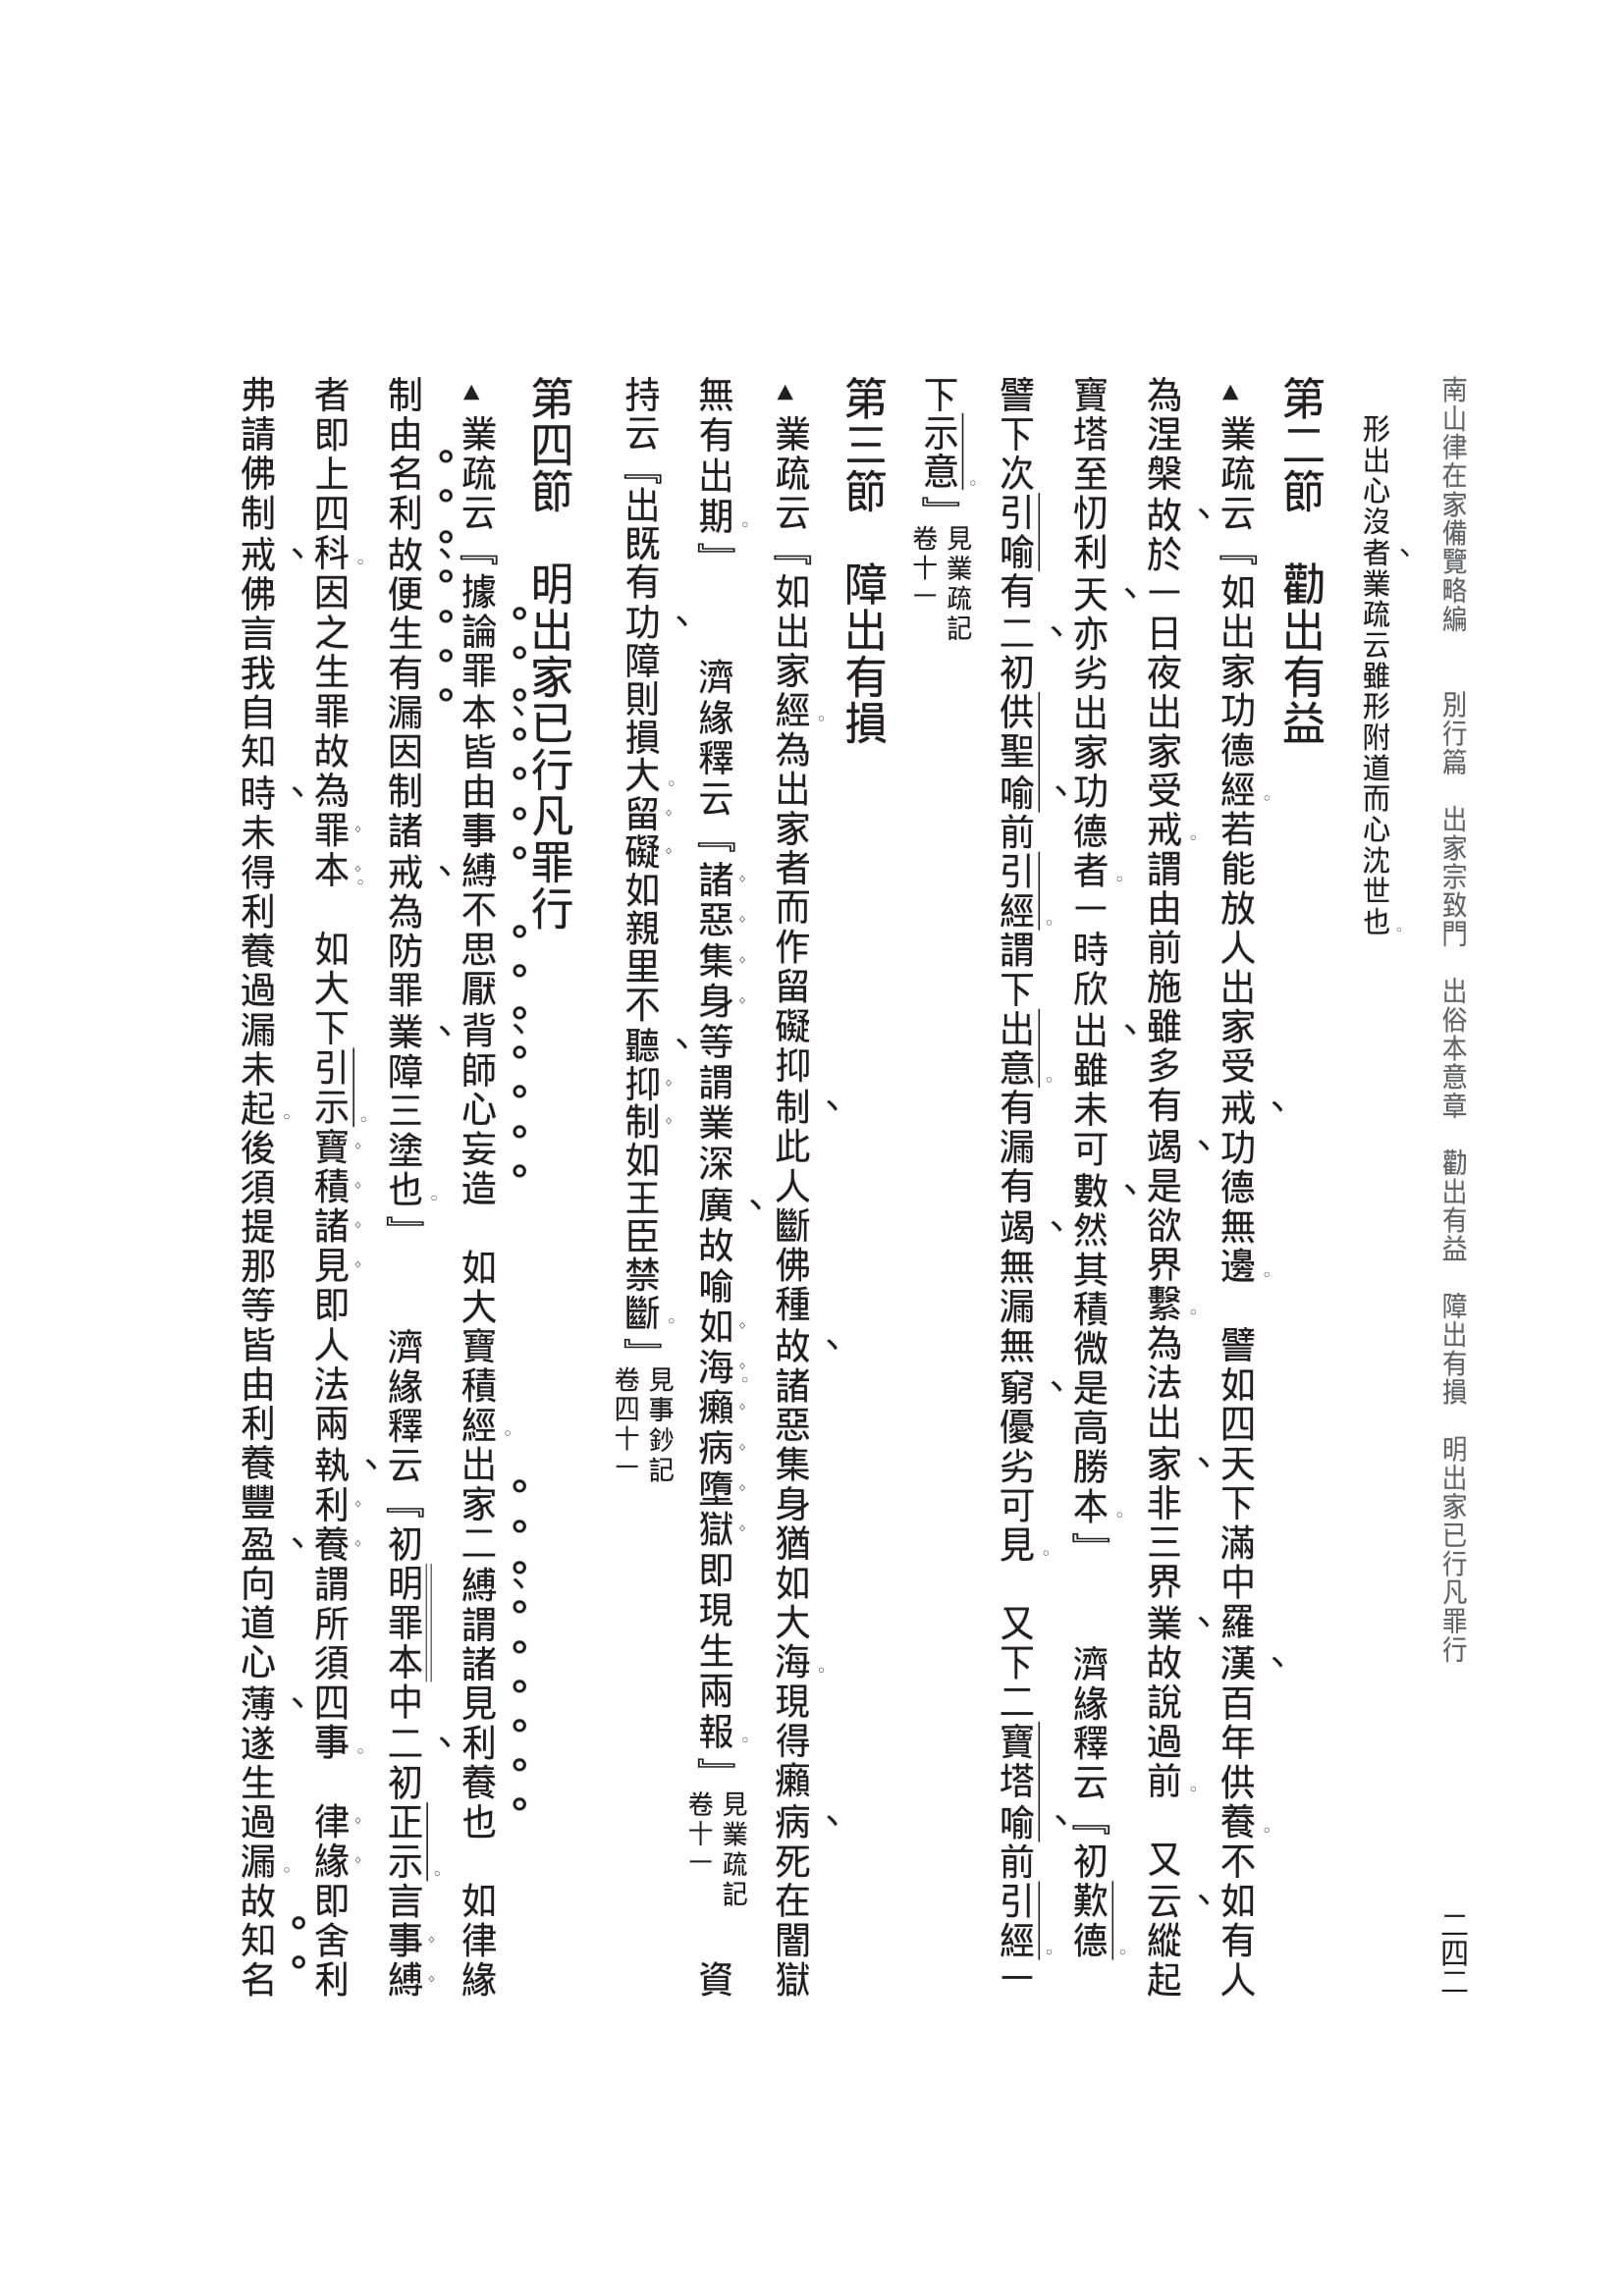 南山律在家備覽略編　　別行篇　出家宗致門　出俗本意章　勸出有益　障出有損　明出家已行凡罪行　　二四二
形出心沒者、業疏云雖形附道而心沈世也。
第二節　勸出有益
▲業疏云『如出家功德經。若能放人出家受戒、功德無邊。　譬如四天下滿中羅漢、百年供養。不如有人
為涅槃故、於一日夜出家受戒。謂由前施雖多有竭、是欲界繫。為法出家、非三界業、故說過前。　又云、縱起
寶塔至忉利天、亦劣出家功德者。一時欣出、雖未可數、然其積微是高勝本。』　　濟緣釋云『初歎德。
譬下次引喻有二、初供聖喻、前引經。謂下出意。有漏有竭、無漏無窮、優劣可見。　又下二寶塔喻、前引經。一
下示意。』見業疏記卷十一
第三節　障出有損
▲業疏云『如出家經。為出家者而作留礙抑制、此人斷佛種故、諸惡集身猶如大海。現得癩病、死在闇獄
無有出期。』　　濟緣釋云『諸惡集身等謂業深廣、故喻如海。癩病墮獄即現生兩報。』見業疏記卷十一　　資
持云『出既有功、障則損大。留礙如親里不聽、抑制如王臣禁斷。』見事鈔記卷四十一
第四節　明出家已行凡罪行
▲業疏云『據論罪本、皆由事縛不思厭背、師心妄造　如大寶積經。出家二縛、謂諸見利養也　如律緣
制、由名利故便生有漏、因制諸戒、為防罪業、障三塗也。』　　濟緣釋云『初明罪本中二、初正示。言事縛
者即上四科。因之生罪故為罪本。　如大下引示。寶積諸見即人法兩執、利養謂所須四事。　律緣即舍利
弗請佛制戒、佛言我自知時、未得利養過漏未起。後須提那等皆由利養豐盈、向道心薄、遂生過漏。故知名